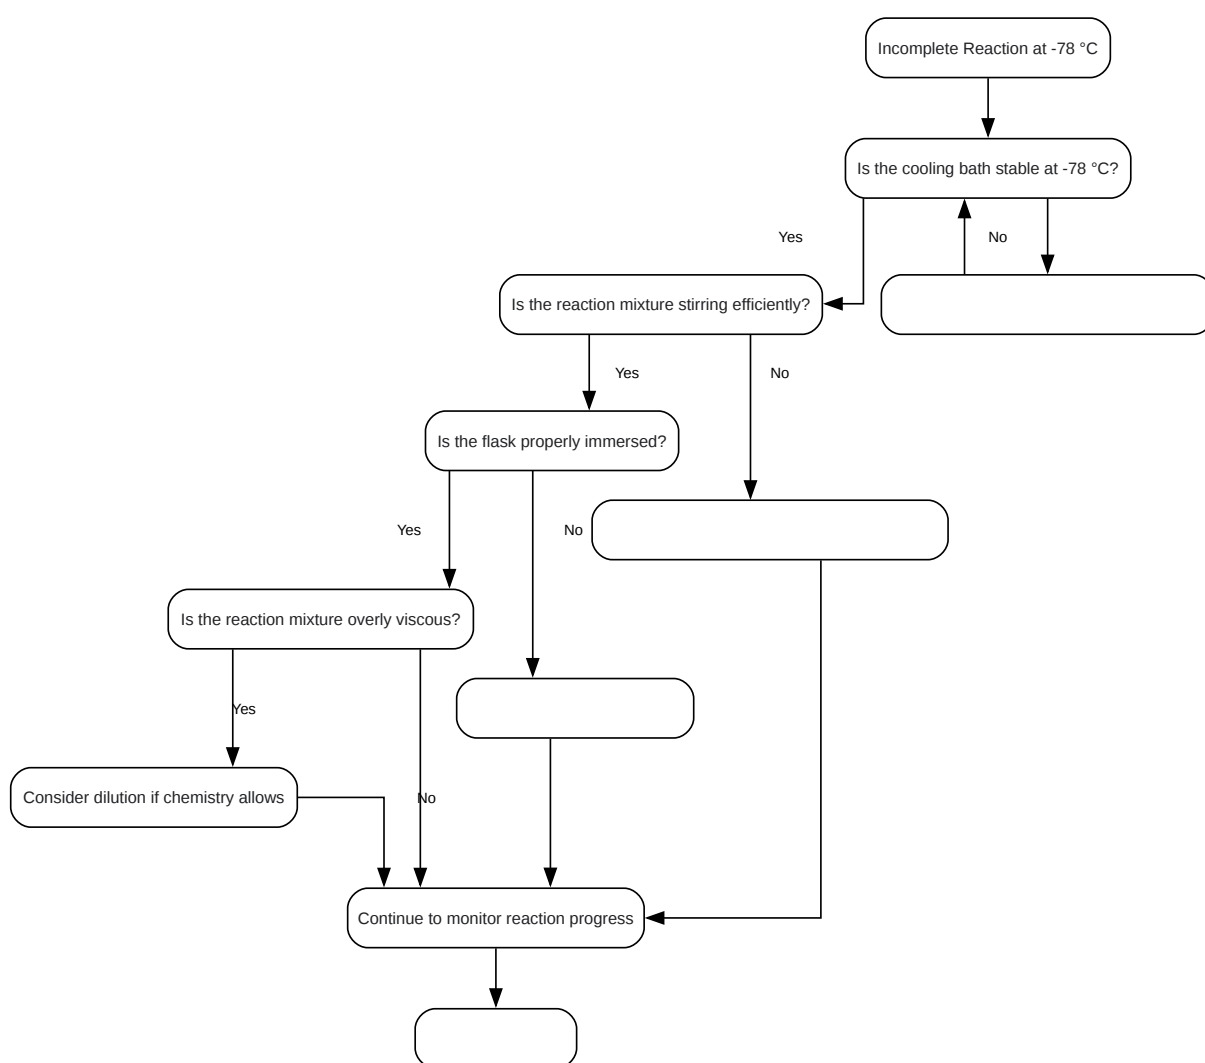 Incomplete Reaction at -78 °C
Is the cooling bath stable at -78 °C?
Yes
No
Is the reaction mixture stirring efficiently?
Yes
No
Is the flask properly immersed?
Yes
No
Is the reaction mixture overly viscous?
Yes
Consider dilution if chemistry allows
No
Continue to monitor reaction progress